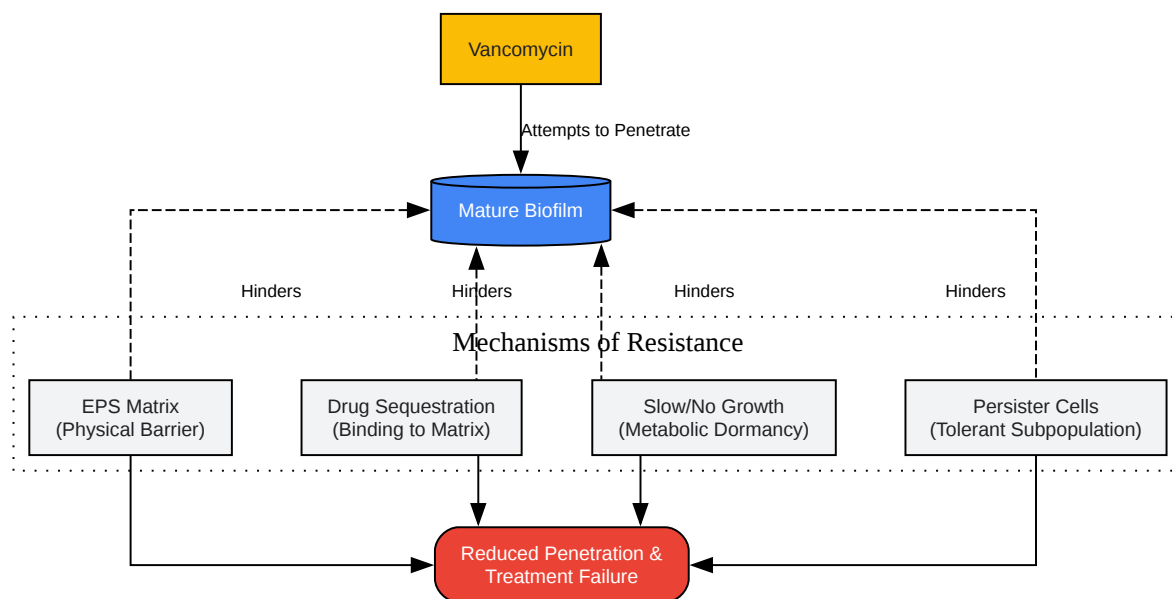 Vancomycin
Attempts to Penetrate
Mature Biofilm
Hinders
Hinders
Hinders
Hinders
Mechanisms of Resistance
EPS Matrix
(Physical Barrier)
Drug Sequestration
(Binding to Matrix)
Slow/No Growth
(Metabolic Dormancy)
Persister Cells
(Tolerant Subpopulation)
Reduced Penetration &
Treatment Failure